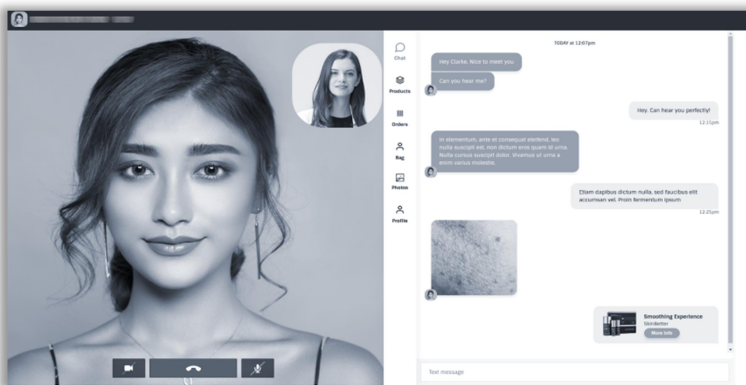 Chat
Products
Orders
Bag
Photos
Profile
TODAY at 12:07pm
Hey Clarke, Nice to meet you
Can you hear me?
Hey. Can hear you perfectly!
12:11pm
In elementum, ante et consequat eleifend, leo
nulla suscipit est, non dictum eros quam id urna.
Nulla cursus suscipit dolor. Vivamus ut urna a
enim varius molestie.
Etiam dapibus dictum nulla, sed faucibus elit
accumsan vel. Proin fermentum ipsum
12:25pm
Smoothing Experience
SkinBetter
More info
Text message